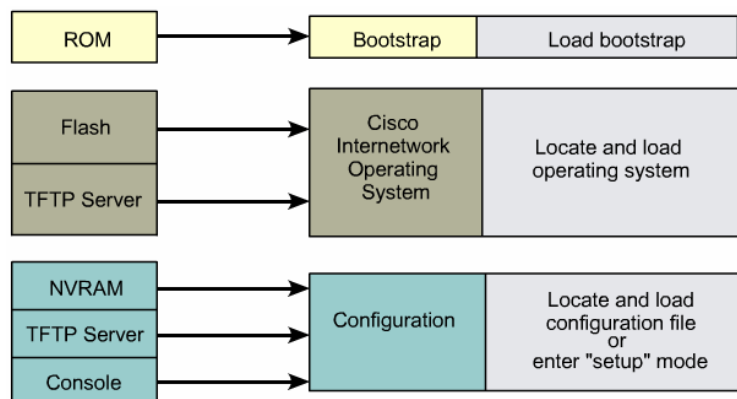 ROM
Bootstrap
Load bootstrap
Flash
TFTP Server
Cisco
Internetwork
Operating
System
Locate and load
operating system
NVRAM
TFTP Server
Console
Configuration
Locate and load
configuration file
or
enter "setup" mode